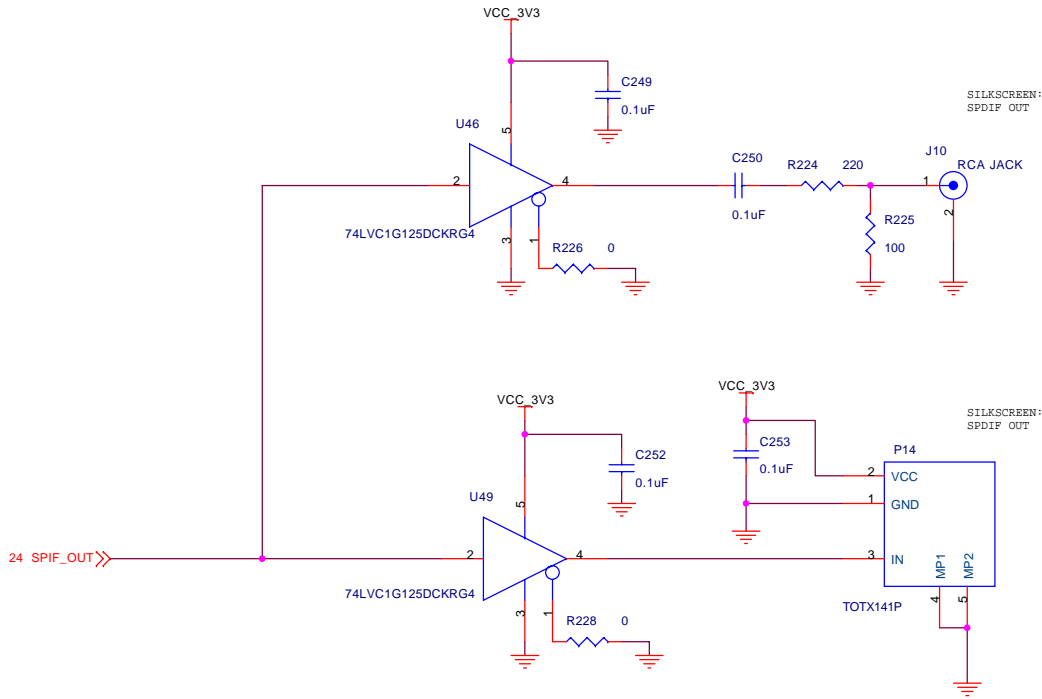 VCC_3V3
C249
0.1uF
SILKSCREEN:
SPDIF OUT
U46
5
2
4
3
1
74LVC1G125DCKRG4
R226 0
C250
0.1uF
R224 220
R225
100
J10
RCA JACK
1
2
VCC_3V3
C252
0.1uF
VCC_3V3
C253
0.1uF
SILKSCREEN:
SPDIF OUT
P14
2 VCC
1 GND
3 IN
MP1
MP2
4
5
TOTX141P
U49
5
2
4
3
1
74LVC1G125DCKRG4
R228 0
24 SPIF_OUT